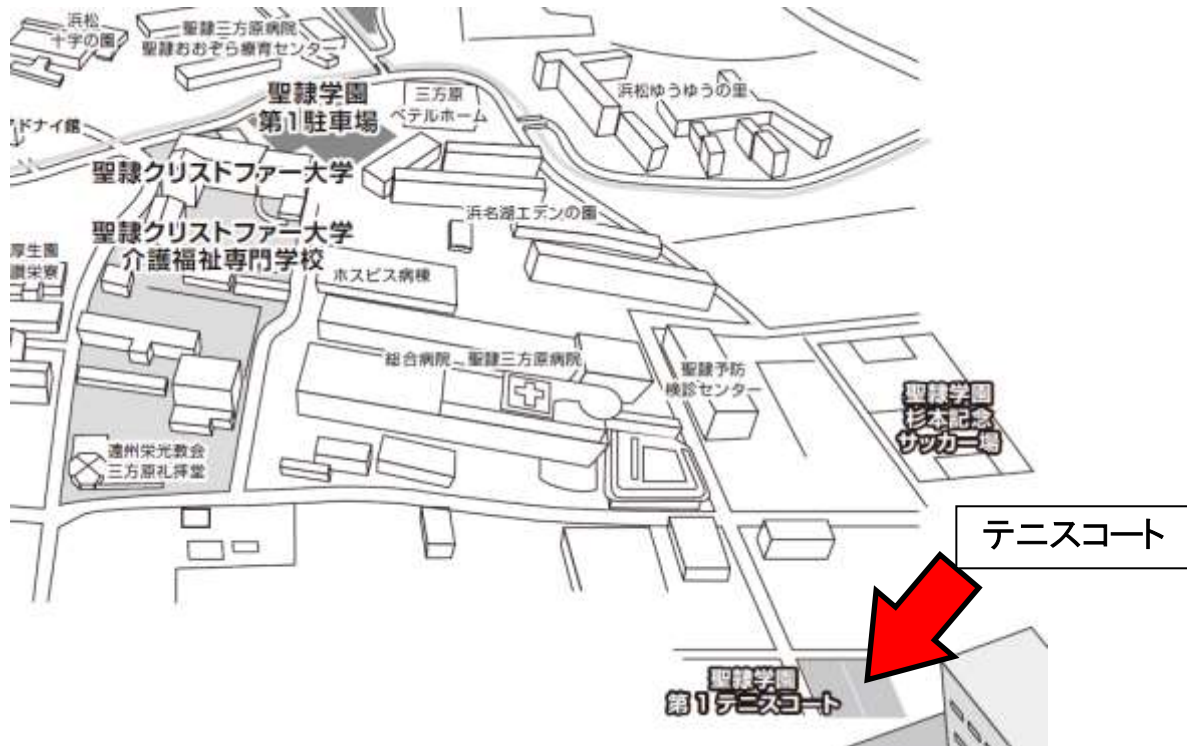 浜松
十字の園
聖隷三方原病院
聖隷おおぞら療育センター
聖隷学園
第1駐車場
三方原
ベテルホーム
浜松ゆうゆうの里
ドナイ館
聖隷クリストファー大学
聖隷クリストファー大学
介護福祉専門学校
浜名湖エデンの園
厚生園
讃栄寮
ホスピス病棟
総合病院 聖隷三方原病院
聖隷予防
検診センター
聖隷学園
杉本記念
サッカー場
遠州栄光教会
三方原礼拝堂
テニスコート
聖隷学園
第1テニスコート